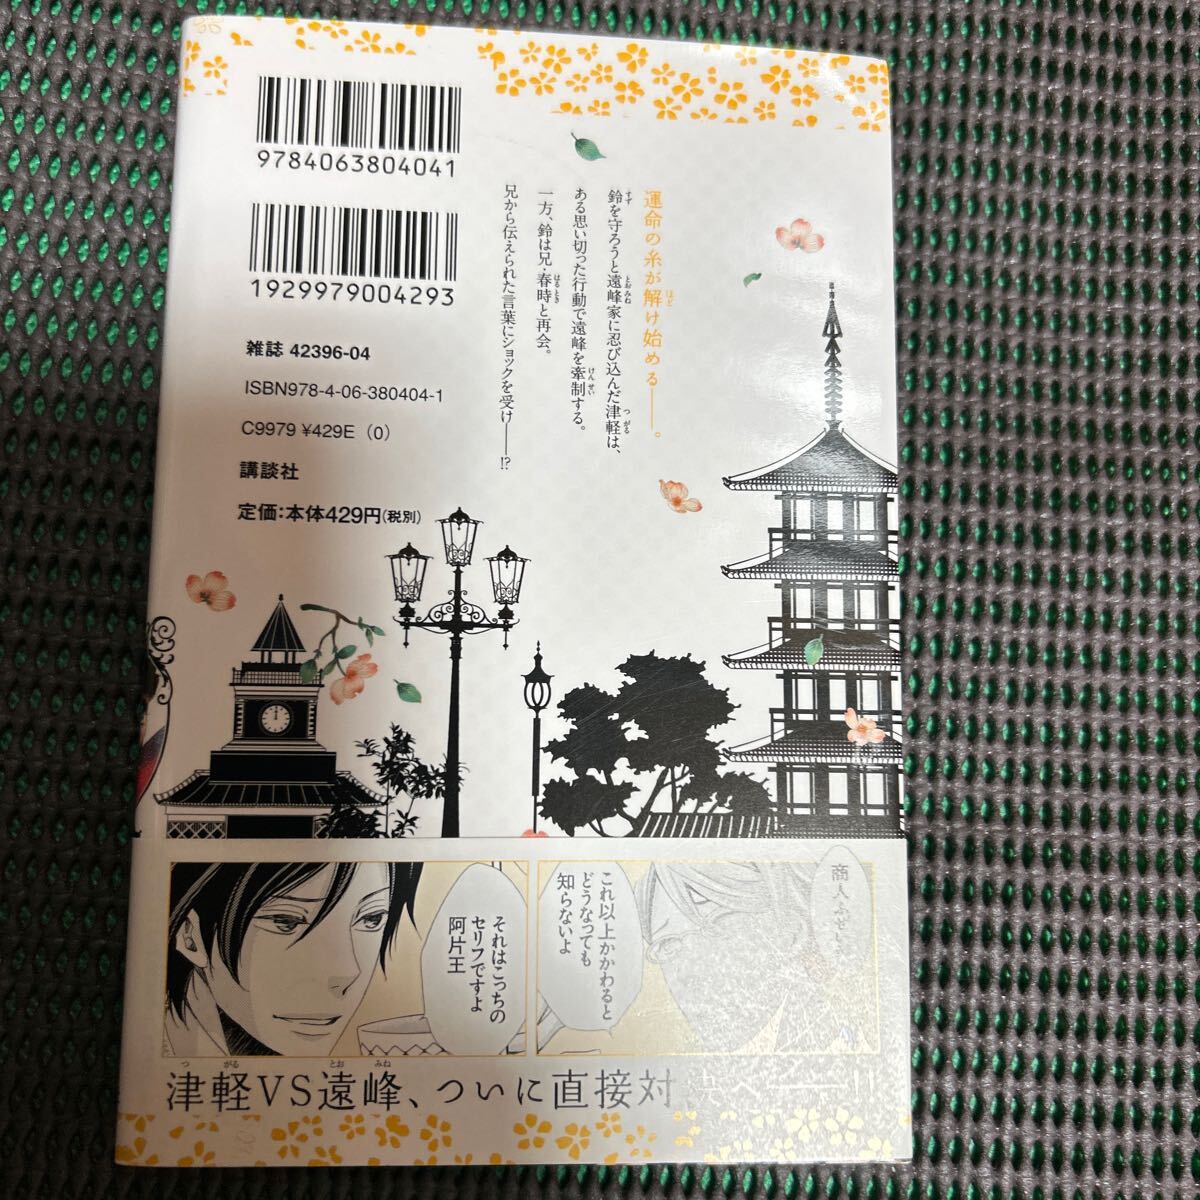 9784063804041
1929979004293
雑誌 42396-04
ISBN978-4-06-380404-1
C9979 ¥429E (0)
講談社
定価:本体429円(税別)
運命の糸が解け始める――。
鈴を守ろうと遠峰家に忍び込んだ津軽は、
ある思い切った行動で遠峰を牽制する。
一方、鈴は兄・春時と再会。
兄から伝えられた言葉にショックを受け――!?
商人ふぜ
これ以上かかわると
どうなっても
知らないよ
それはこっちの
セリフですよ
阿片王
津軽VS遠峰、ついに直接対